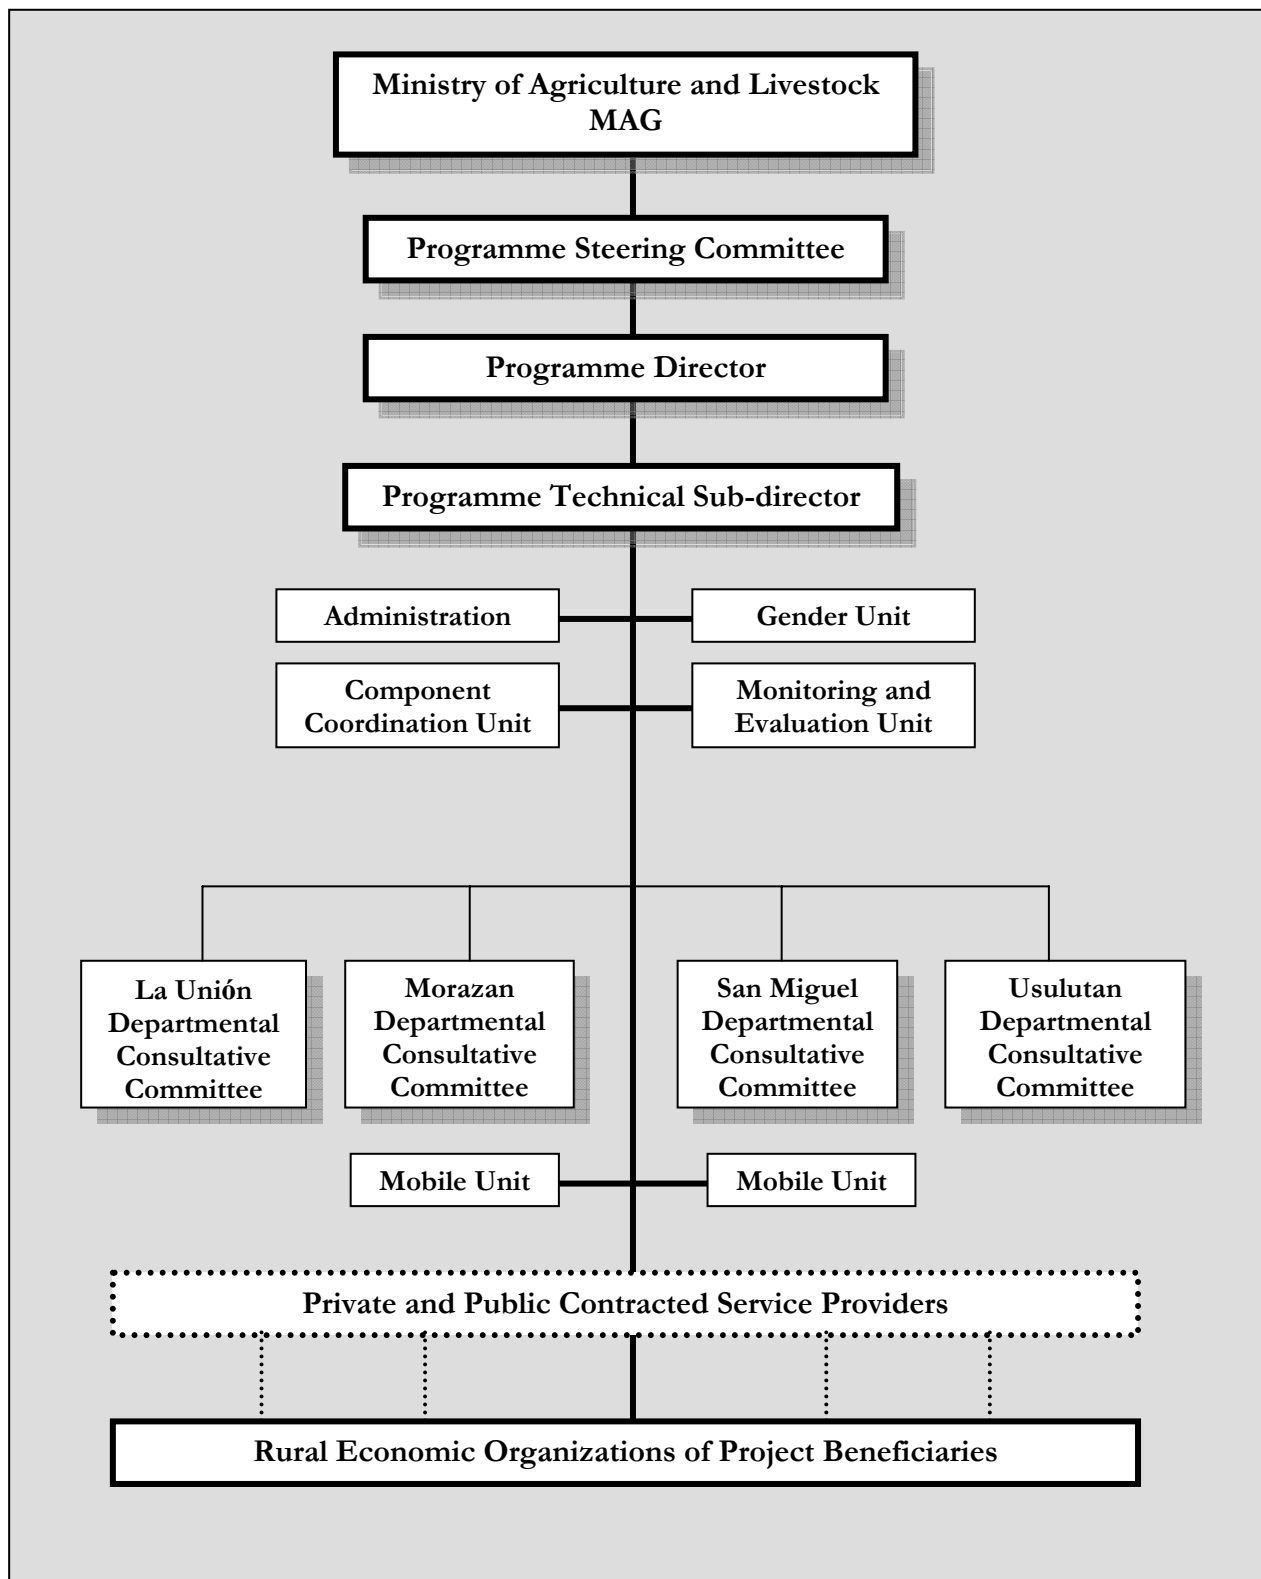 Ministry of Agriculture and Livestock
MAG
Programme Steering Committee
Programme Director
Programme Technical Sub-director
Administration
Gender Unit
Component
Coordination Unit
Monitoring and
Evaluation Unit
La Unión
Departmental
Consultative
Committee
Morazan
Departmental
Consultative
Committee
San Miguel
Departmental
Consultative
Committee
Usulutan
Departmental
Consultative
Committee
Mobile Unit
Mobile Unit
Private and Public Contracted Service Providers
Rural Economic Organizations of Project Beneficiaries